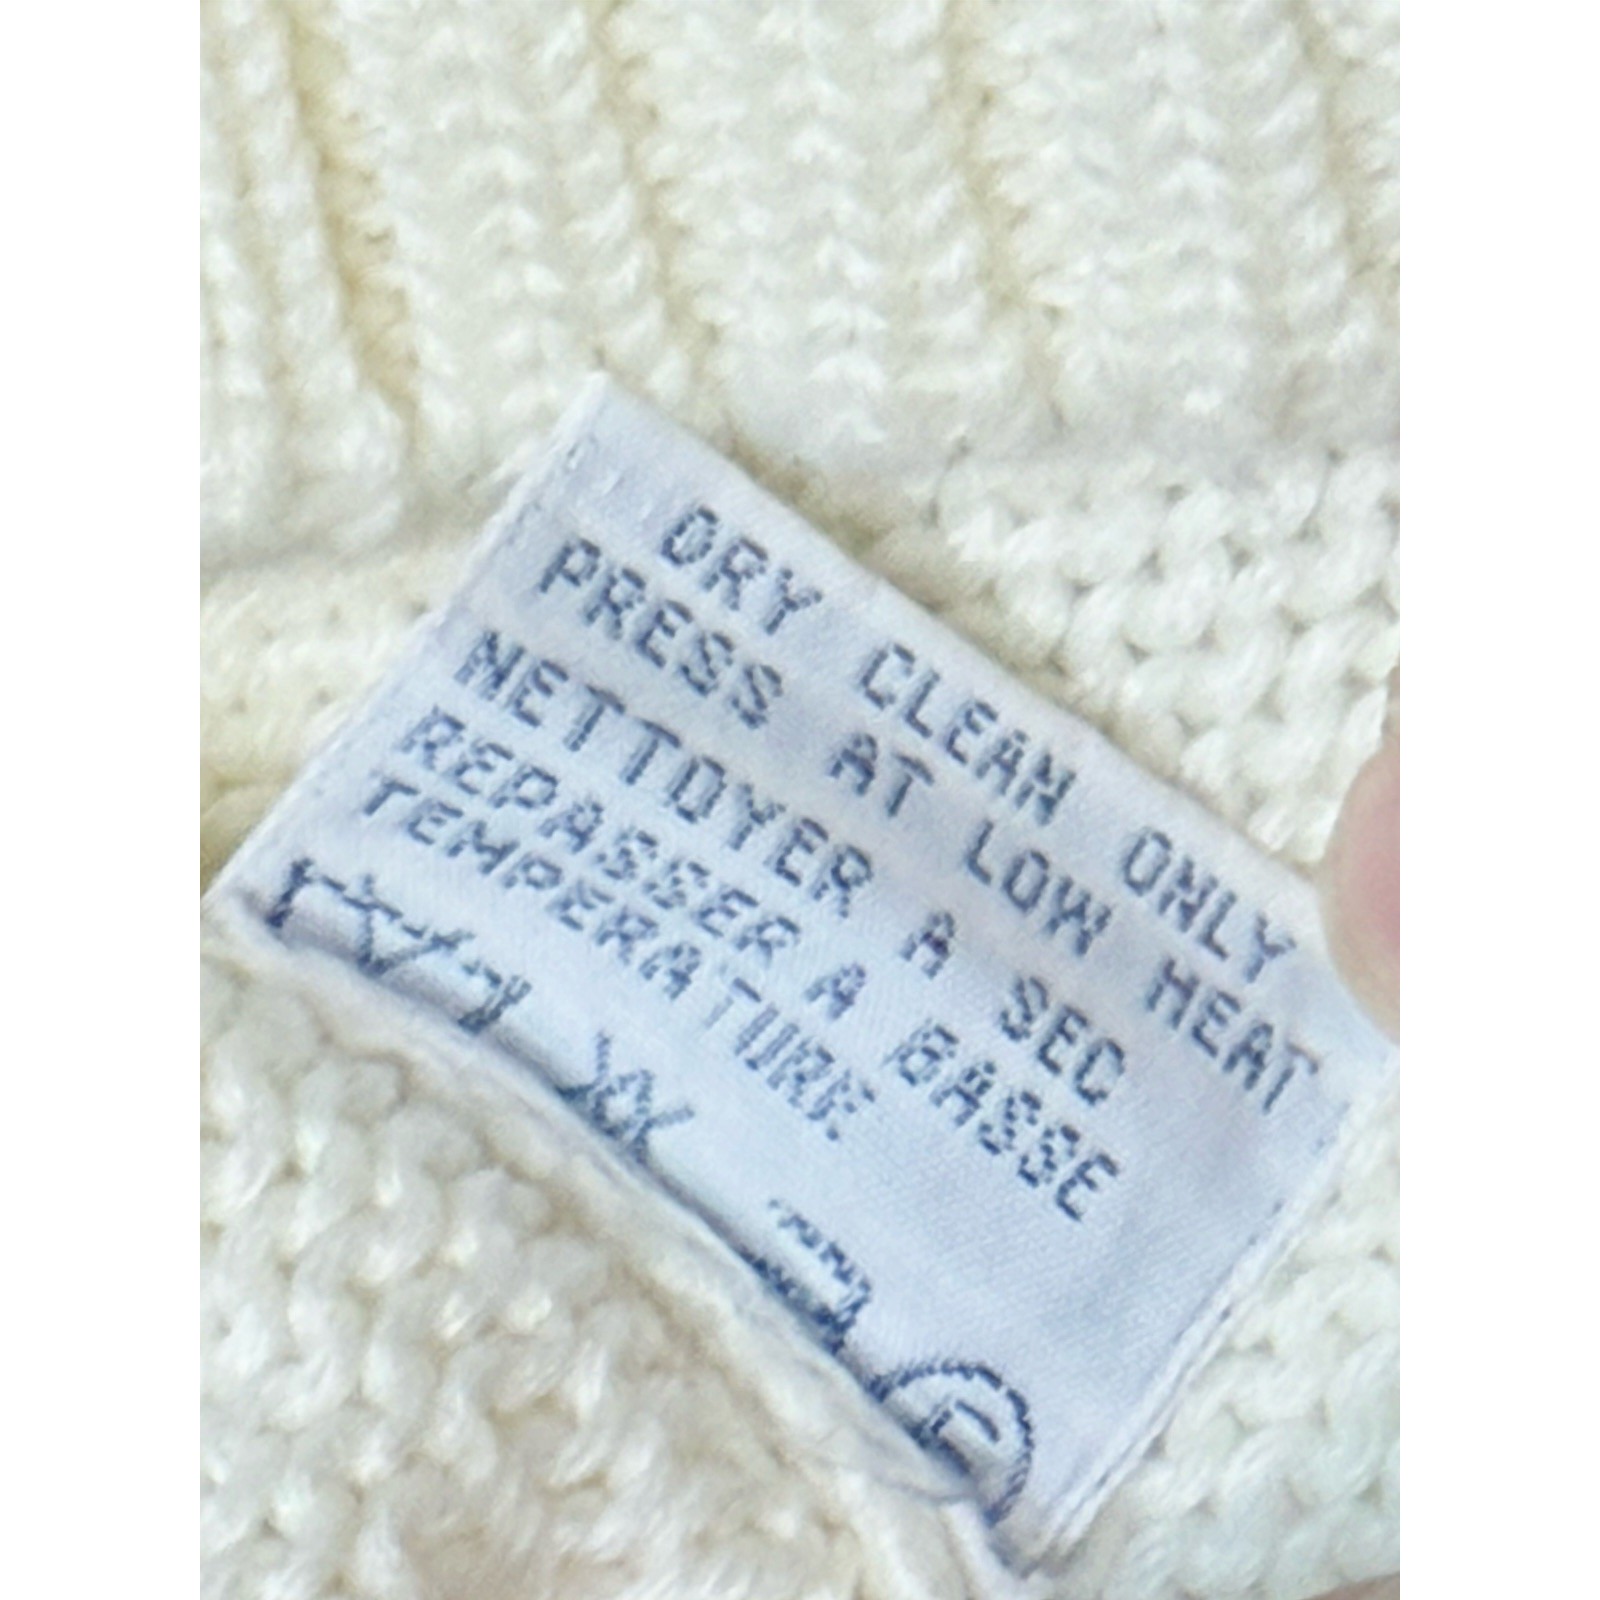 DRY CLEAN ONLY
PRESS AT LOW HEAT
NETTOYER A SEC
REPASSER A BASSE
TEMPERATURE